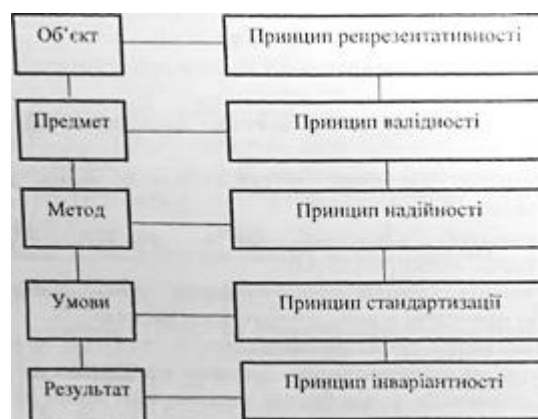 Об'єкт Принцип репрезентативності
Предмет Принцип валідності
Метод Принцип надійності
Умови Принцип стандартизації
Результат Принцип інваріантності